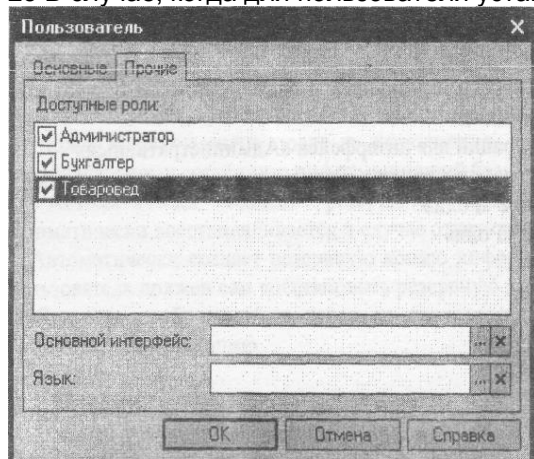 Пользователь
Основные Прочие
Доступные роли:
Администратор
Бухгалтер
Товаровед
Основной интерфейс:
Язык:
OK Отмена Справка